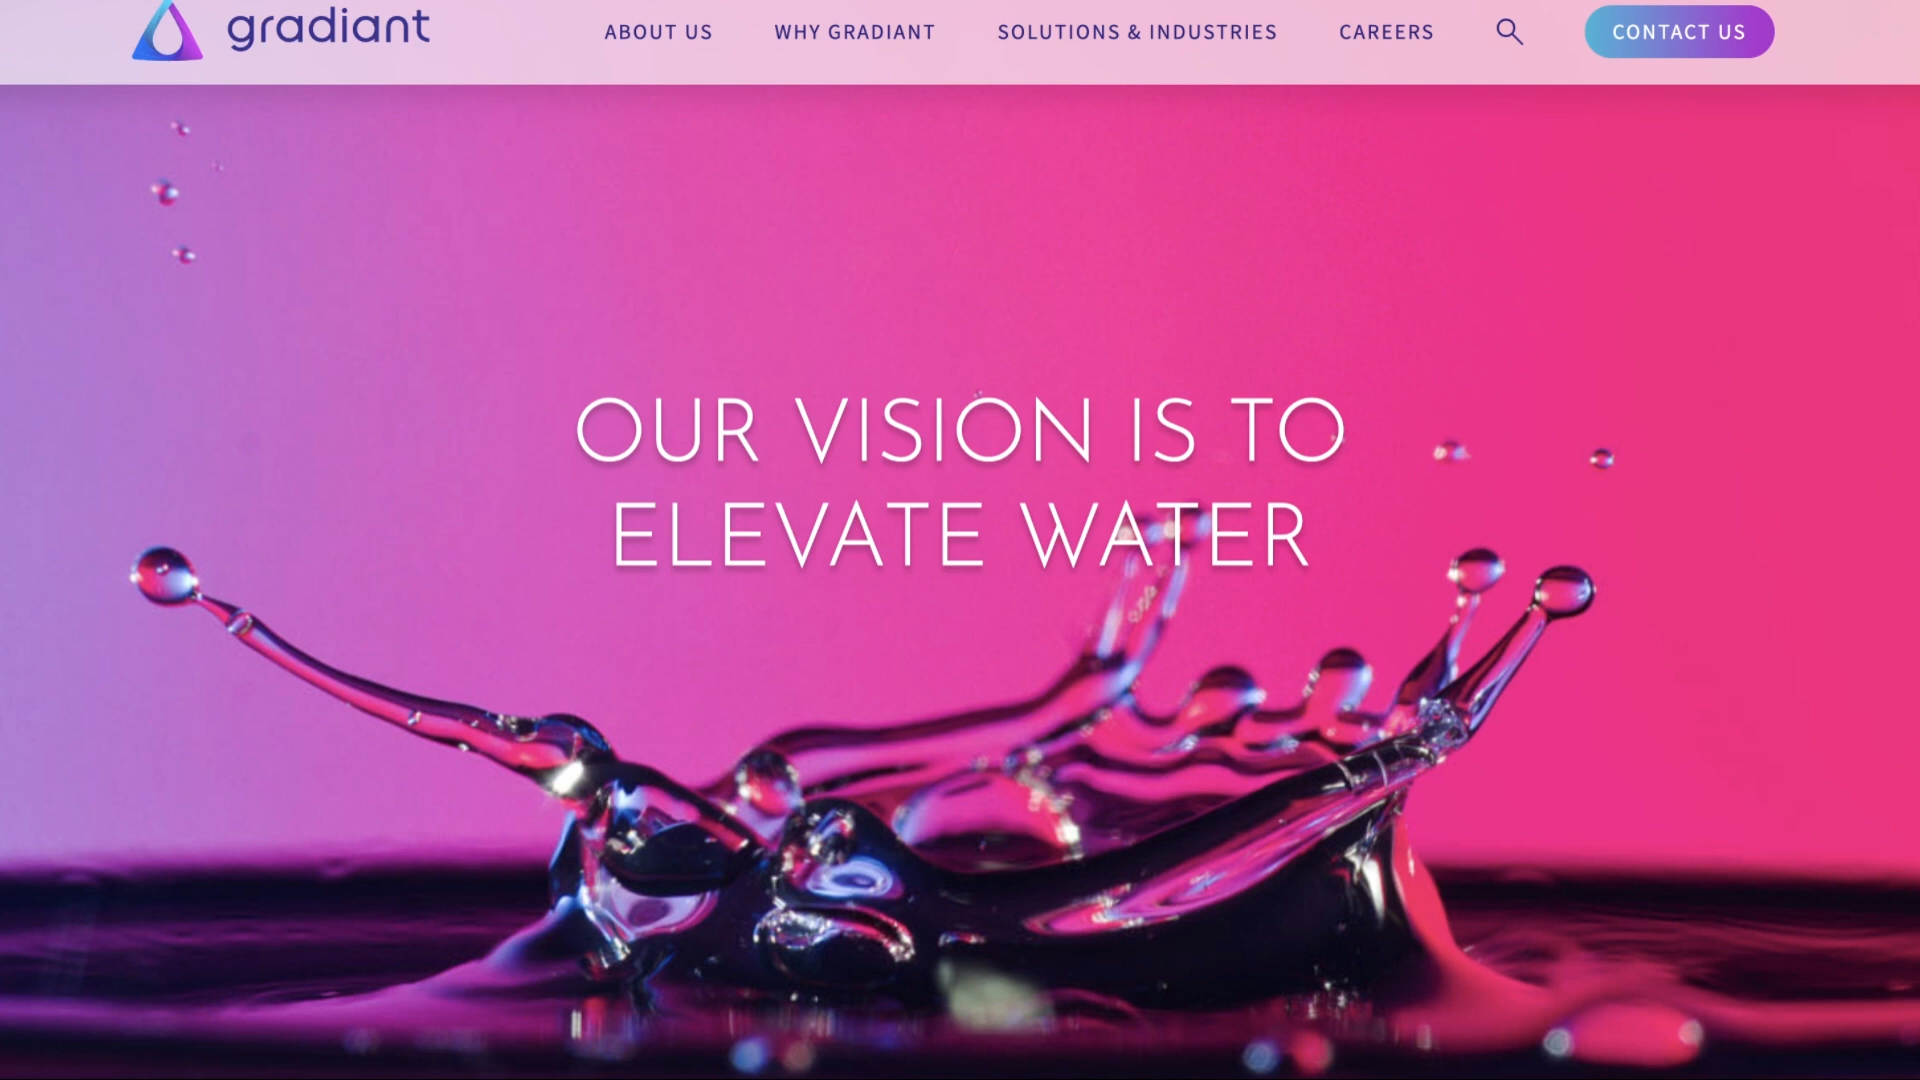 gradiant
ABOUT US
WHY GRADIANT
SOLUTIONS & INDUSTRIES
CAREERS
CONTACT US
OUR VISION IS TO
ELEVATE WATER